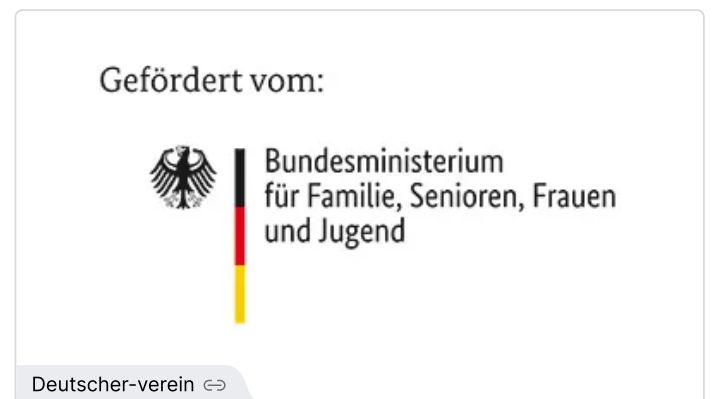 Gefördert vom:
Bundesministerium
für Familie, Senioren, Frauen
und Jugend
Deutscher-verein